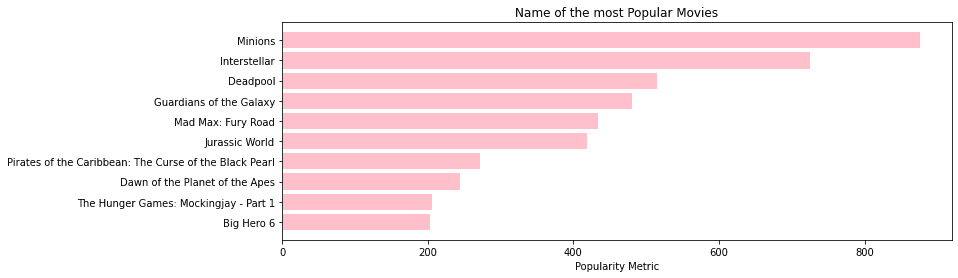 Name of the most Popular Movies
Minions
Interstellar
Deadpool
Guardians of the Galaxy
Mad Max: Fury Road
Jurassic World
Pirates of the Caribbean: The Curse of the Black Pearl
Dawn of the Planet of the Apes
The Hunger Games: Mockingjay - Part 1
Big Hero 6
0 200 400 600 800
Popularity Metric